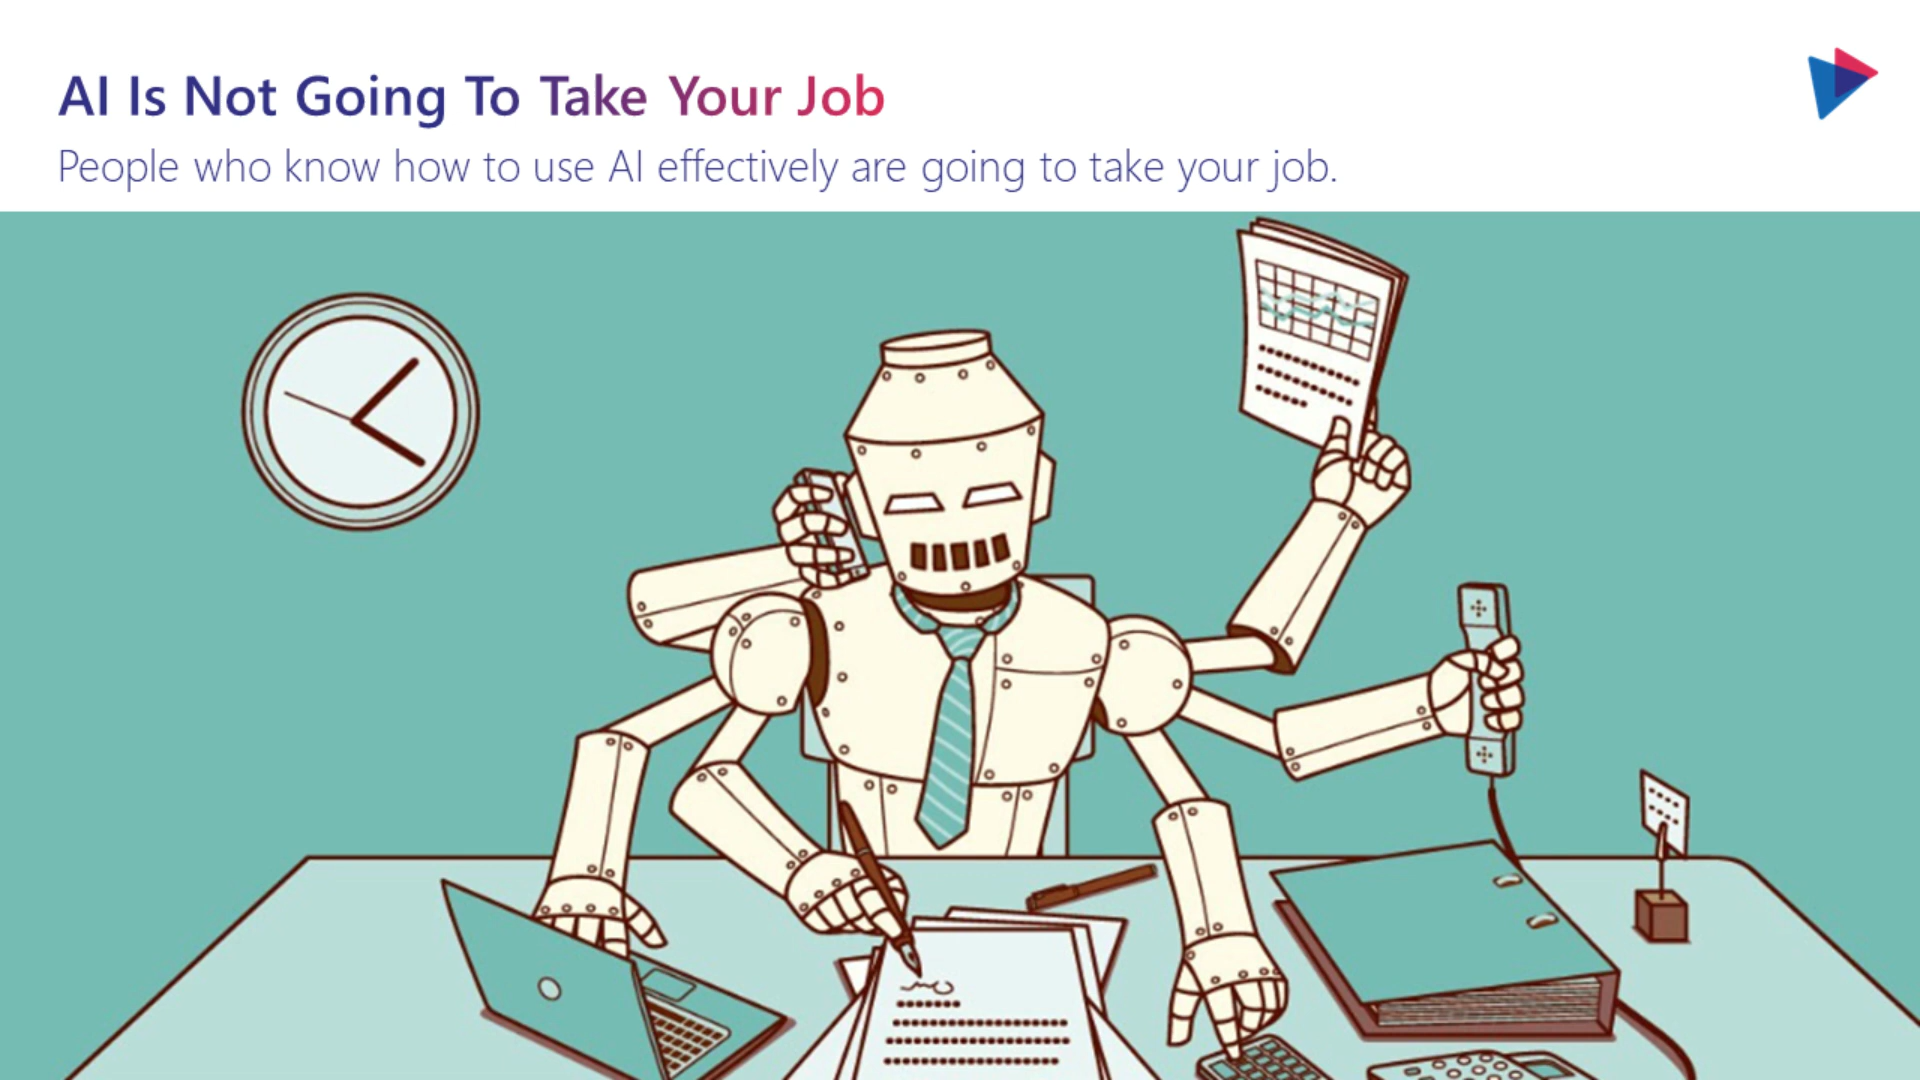 AI Is Not Going To Take Your Job
People who know how to use AI effectively are going to take your job.